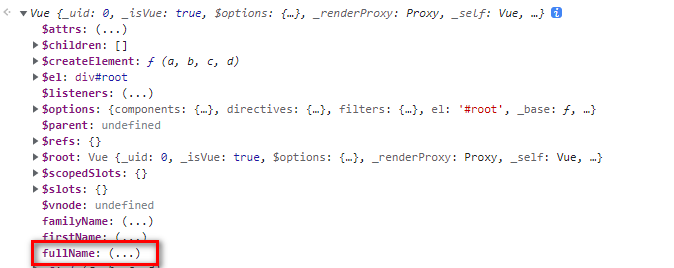 Vue {_uid: 0, _isVue: true, $options: {…}, _renderProxy: Proxy, _self: Vue, …} i
$attrs: (...)
$children: []
$createElement: ƒ (a, b, c, d)
$el: div#root
$listeners: (...)
$options: {components: {…}, directives: {…}, filters: {…}, el: '#root', _base: ƒ, …}
$parent: undefined
$refs: {}
$root: Vue {_uid: 0, _isVue: true, $options: {…}, _renderProxy: Proxy, _self: Vue, …}
$scopedSlots: {}
$slots: {}
$vnode: undefined
familyName: (...)
firstName: (...)
fullName: (...)